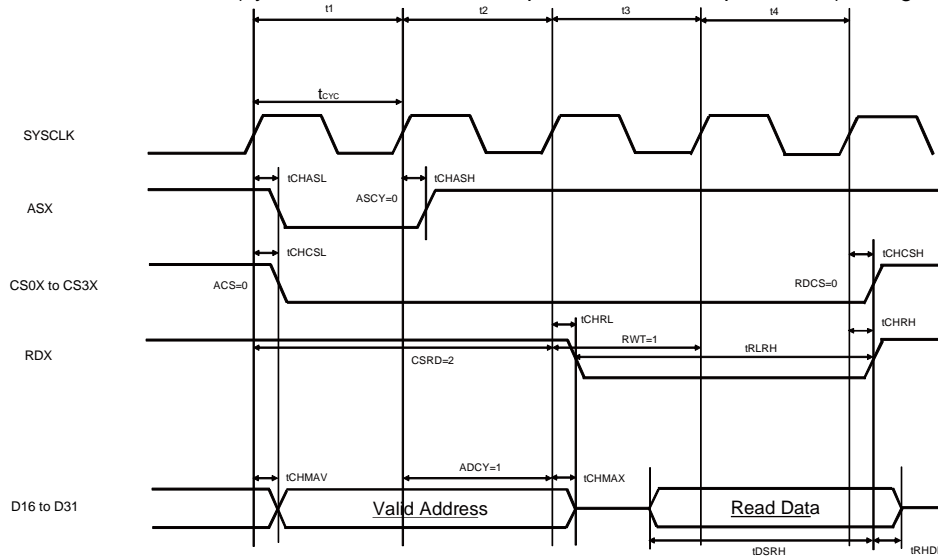 t1 t2 t3 t4
tCYC
SYSCLK
tCHASL tCHASH
ASCY=0
ASX
tCHCSL tCHCSH
CS0X to CS3X ACS=0 RDCS=0
tCHRL tCHRH
RWT=1
RDX CSRD=2 tRLRH
ADCY=1
tCHMAV tCHMAX
D16 to D31 Valid Address Read Data
tDSRH